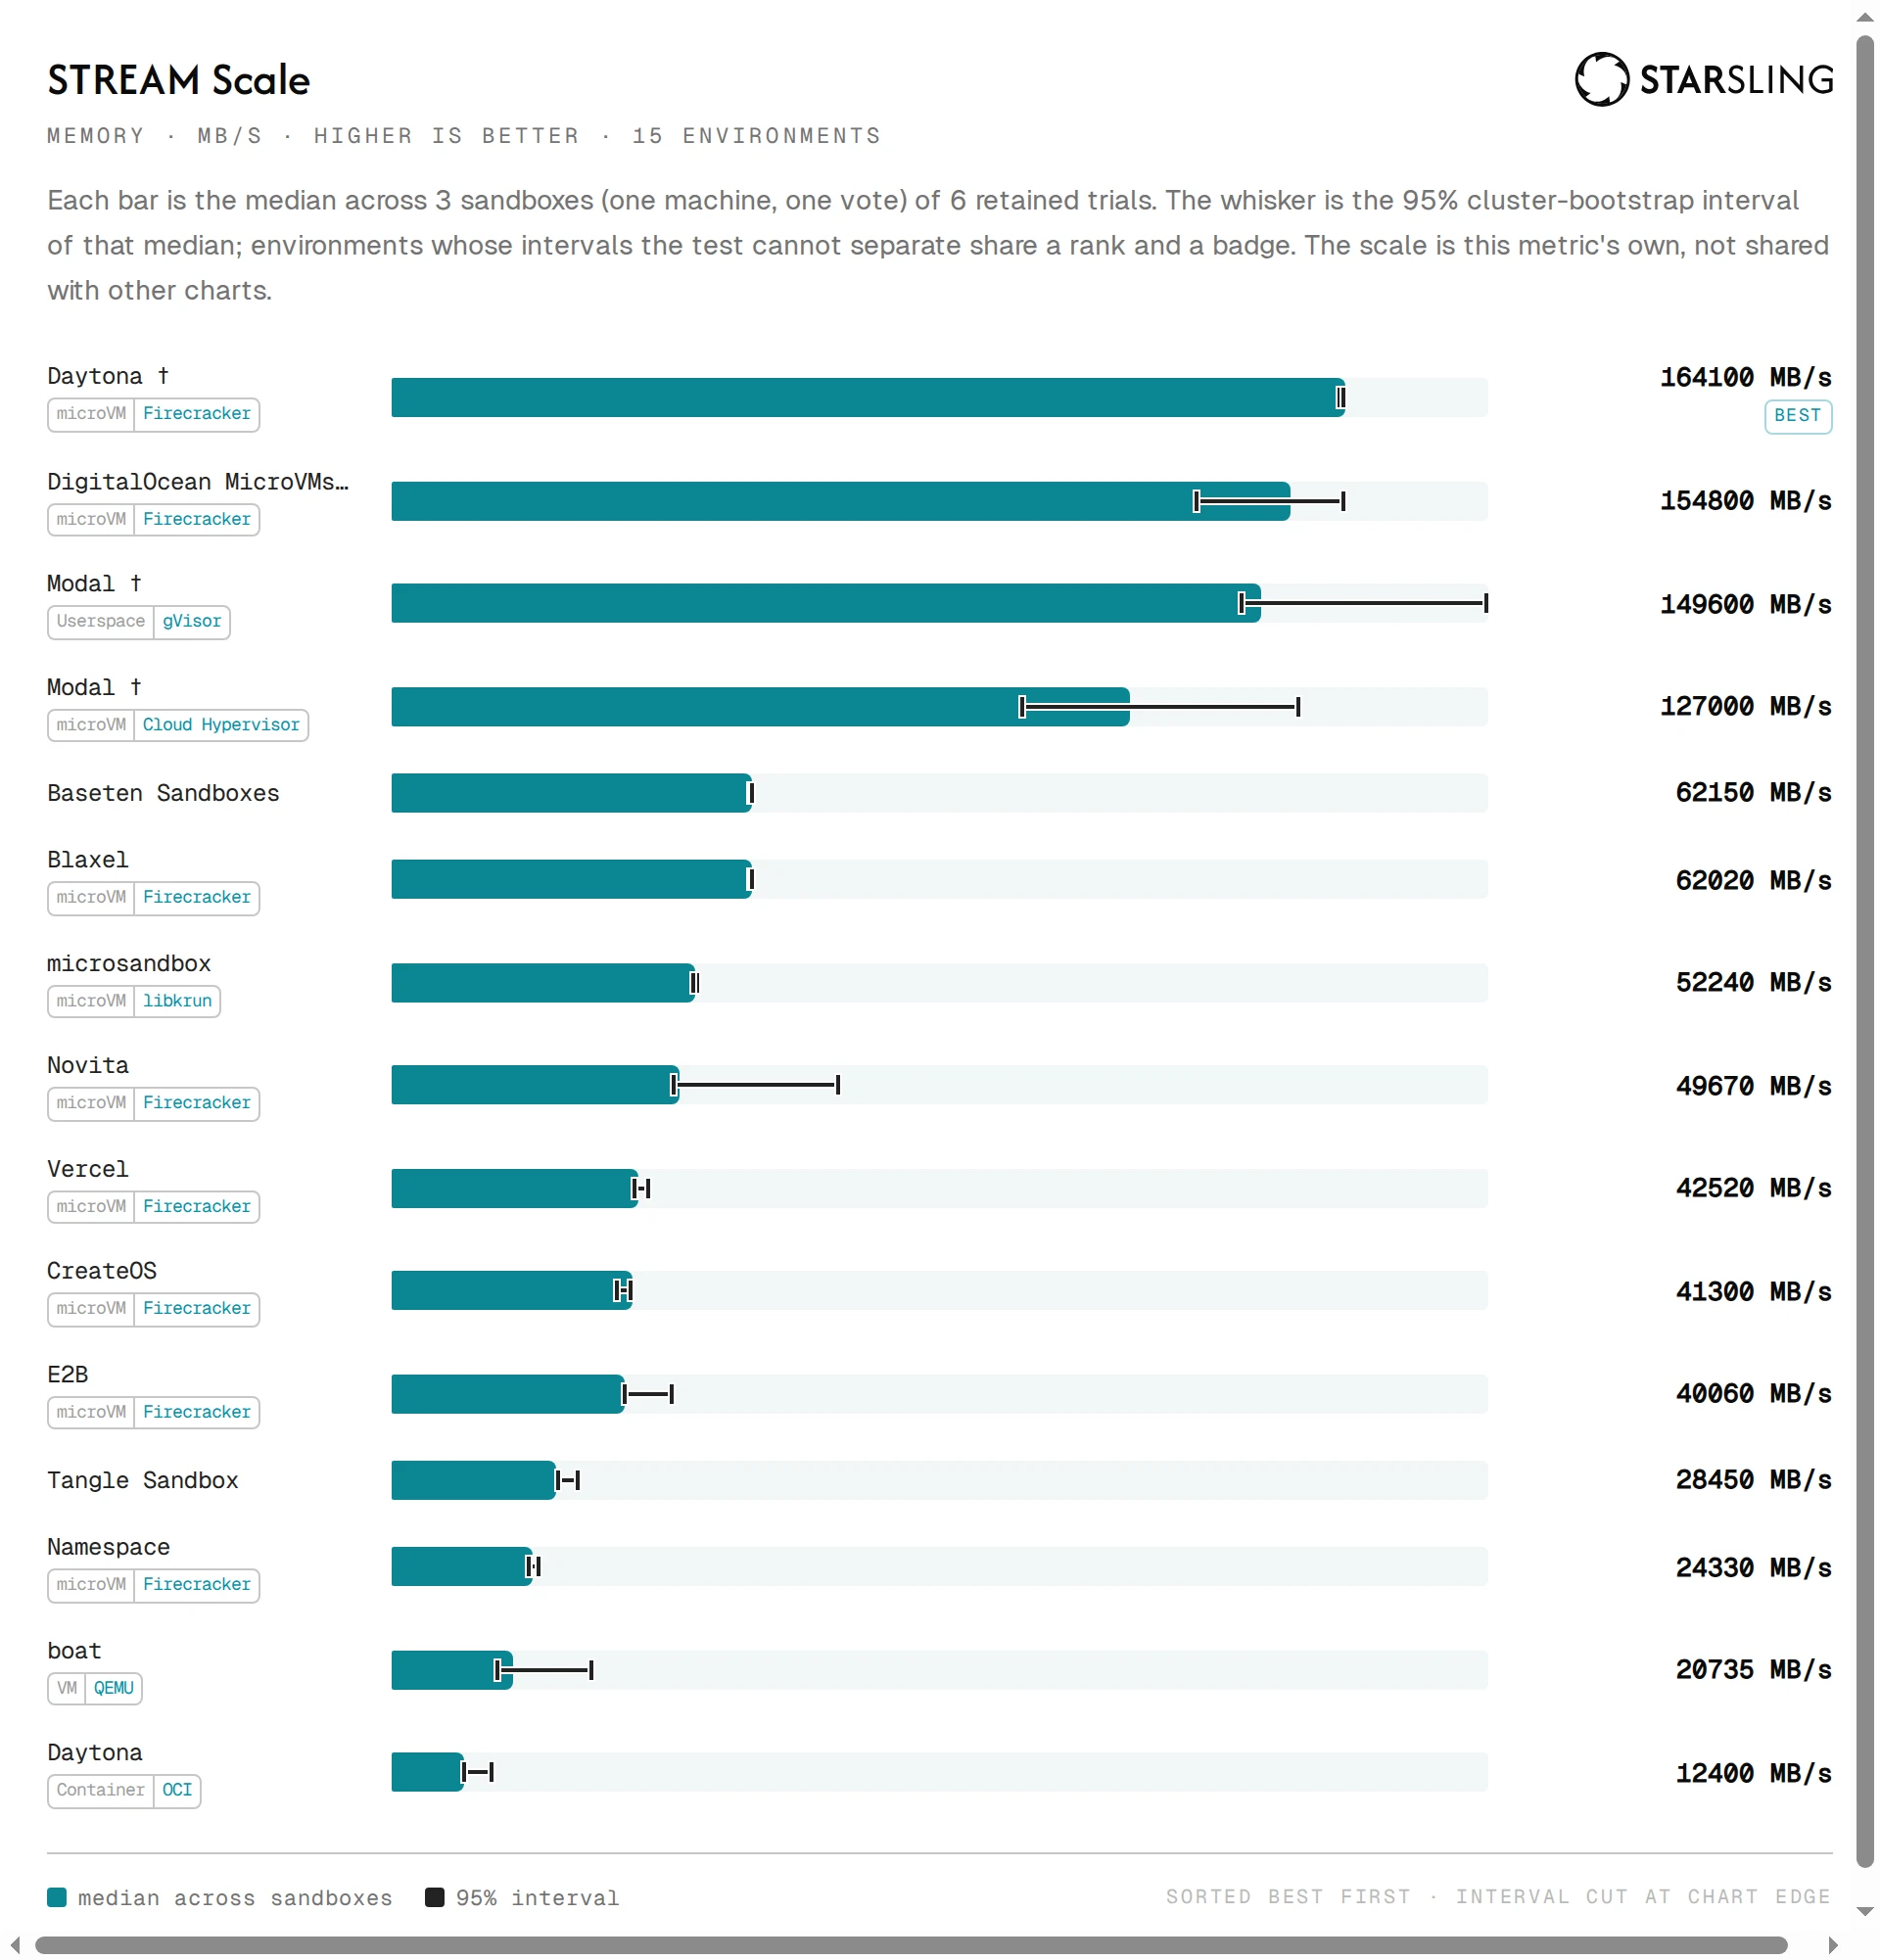 STREAM Scale
STARSLING
MEMORY · MB/S · HIGHER IS BETTER · 15 ENVIRONMENTS
Each bar is the median across 3 sandboxes (one machine, one vote) of 6 retained trials. The whisker is the 95% cluster-bootstrap interval
of that median; environments whose intervals the test cannot separate share a rank and a badge. The scale is this metric's own, not shared
with other charts.
Daytona †
164100 MB/s
microVM Firecracker
BEST
DigitalOcean MicroVMs…
154800 MB/s
microVM Firecracker
Modal †
149600 MB/s
Userspace gVisor
Modal †
127000 MB/s
microVM Cloud Hypervisor
Baseten Sandboxes
62150 MB/s
Blaxel
62020 MB/s
microVM Firecracker
microsandbox
52240 MB/s
microVM libkrun
Novita
49670 MB/s
microVM Firecracker
Vercel
42520 MB/s
microVM Firecracker
CreateOS
41300 MB/s
microVM Firecracker
E2B
40060 MB/s
microVM Firecracker
Tangle Sandbox
28450 MB/s
Namespace
24330 MB/s
microVM Firecracker
boat
20735 MB/s
VM QEMU
Daytona
12400 MB/s
Container OCI
median across sandboxes
95% interval
SORTED BEST FIRST · INTERVAL CUT AT CHART EDGE